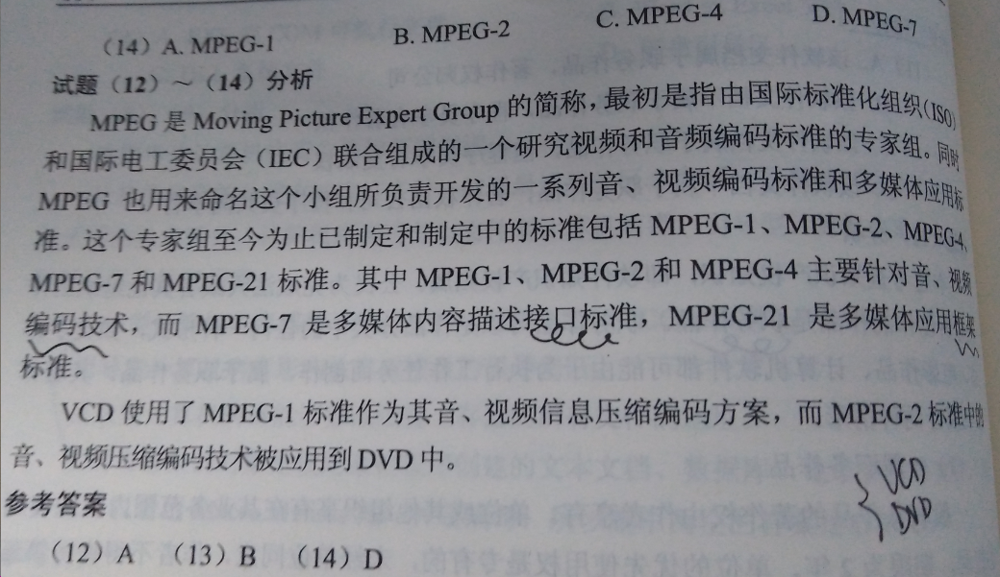 （14）A. MPEG-1 B. MPEG-2 C. MPEG-4 D. MPEG-7
试题（12）～（14）分析
MPEG 是 Moving Picture Expert Group 的简称，最初是指由国际标准化组织（ISO）
和国际电工委员会（IEC）联合组成的一个研究视频和音频编码标准的专家组。同时
MPEG 也用来命名这个小组所负责开发的一系列音、视频编码标准和多媒体应用标
准。这个专家组至今为止已制定和制定中的标准包括 MPEG-1、MPEG-2、MPEG-4、
MPEG-7 和 MPEG-21 标准。其中 MPEG-1、MPEG-2 和 MPEG-4 主要针对音、视频
编码技术，而 MPEG-7 是多媒体内容描述接口标准，MPEG-21 是多媒体应用框架
标准。
VCD 使用了 MPEG-1 标准作为其音、视频信息压缩编码方案，而 MPEG-2 标准中的
音、视频压缩编码技术被应用到 DVD 中。
VCD
DVD
参考答案
（12）A （13）B （14）D